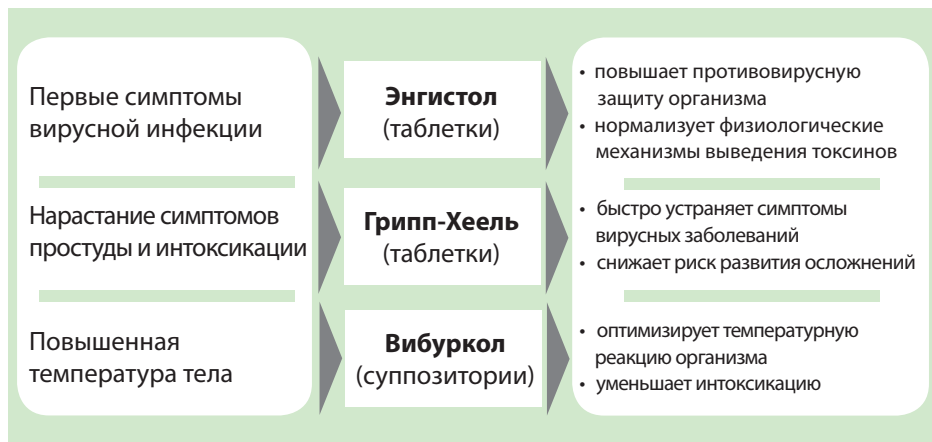 Первые симптомы
вирусной инфекции
Энгистол
(таблетки)
• повышает противовирусную
защиту организма
• нормализует физиологические
механизмы выведения токсинов
Нарастание симптомов
простуды и интоксикации
Грипп-Хеель
(таблетки)
• быстро устраняет симптомы
вирусных заболеваний
• снижает риск развития осложнений
Повышенная
температура тела
Вибуркол
(суппозитории)
• оптимизирует температурную
реакцию организма
• уменьшает интоксикацию